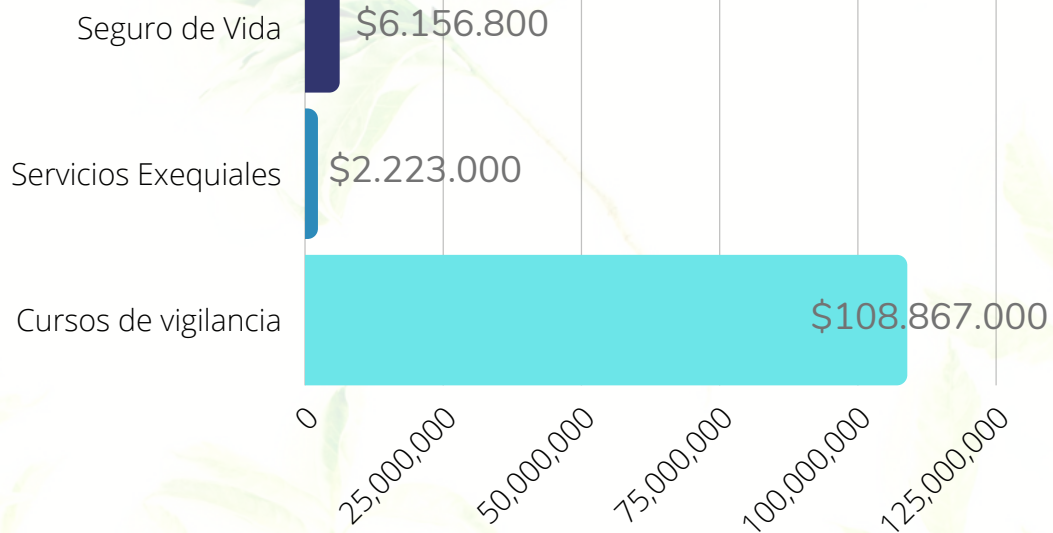 Seguro de Vida $6.156.800
Servicios Exequiales $2.223.000
Cursos de vigilancia $108.867.000
0 25,000,000 50,000,000 75,000,000 100,000,000 125,000,000